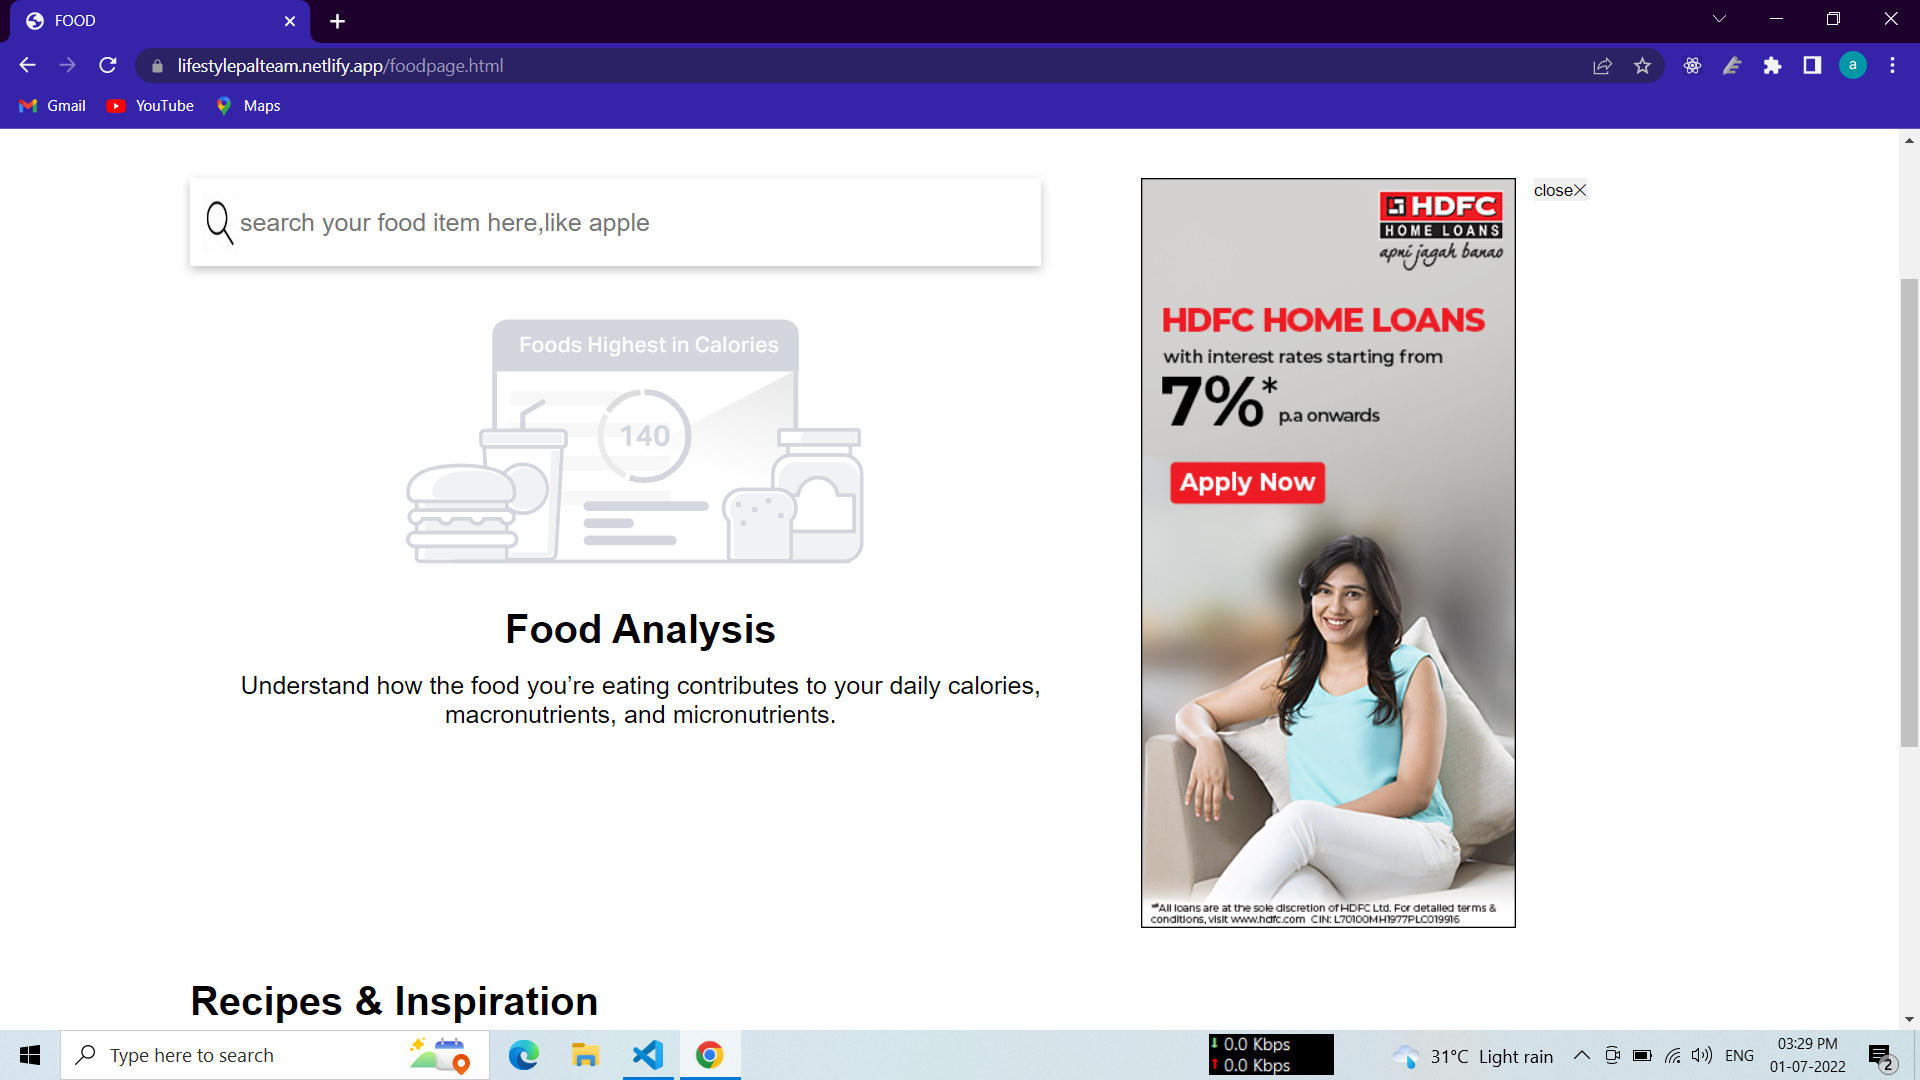 FOOD
lifestylepalteam.netlify.app/foodpage.html
a
Gmail
YouTube
Maps
search your food item here,like apple
Foods Highest in Calories
140
Food Analysis
Understand how the food you’re eating contributes to your daily calories,
macronutrients, and micronutrients.
close
HDFC
HOME LOANS
apni jagah banao
HDFC HOME LOANS
with interest rates starting from
7%*
p.a onwards
Apply Now
*All loans are at the sole discretion of HDFC Ltd. For detailed terms &
conditions, visit www.hdfc.com CIN: L70100MH1977PLC019916
Recipes & Inspiration
Type here to search
0.0 Kbps
0.0 Kbps
31°C Light rain
ENG
03:29 PM
01-07-2022
2